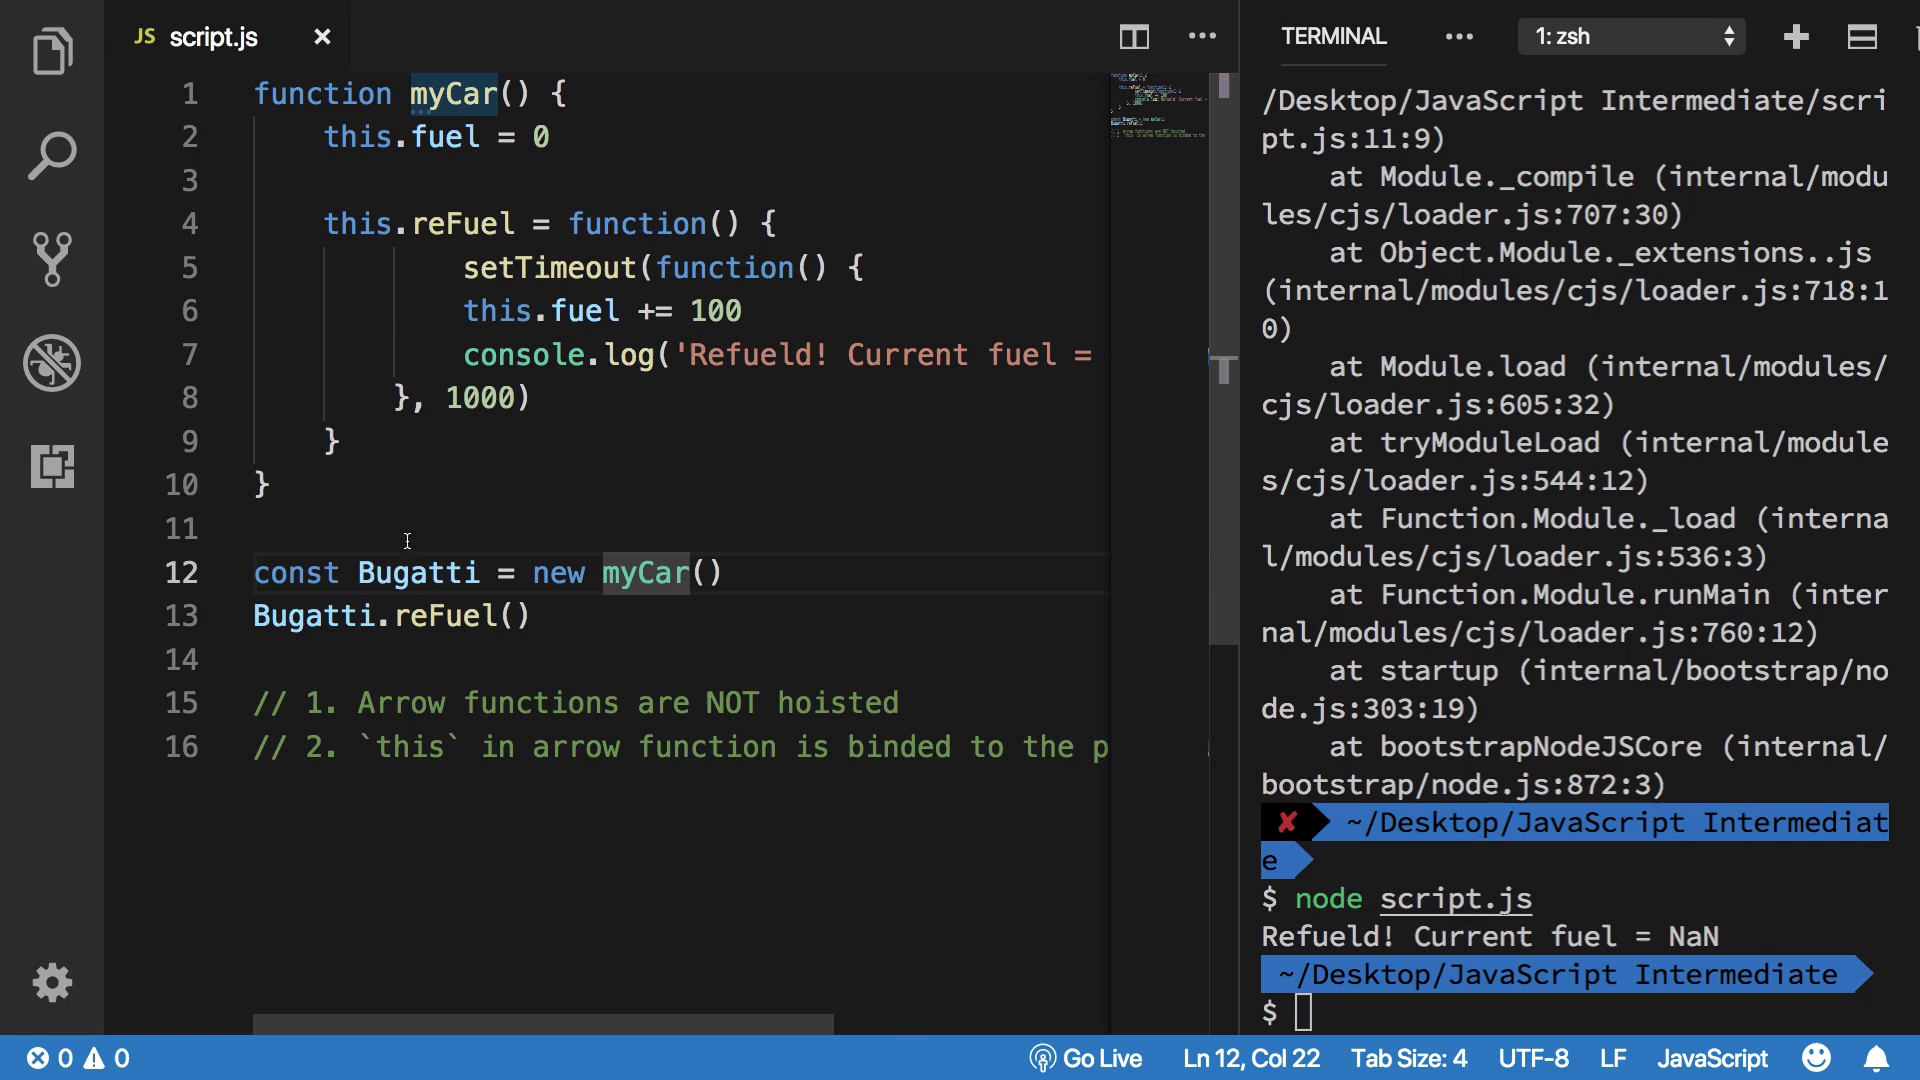 JS script.js ×
TERMINAL
1: zsh
1 function myCar() {
2 this.fuel = 0
3
4 this.reFuel = function() {
5 setTimeout(function() {
6 this.fuel += 100
7 console.log('Refueld! Current fuel =
8 }, 1000)
9 }
10 }
11
12 const Bugatti = new myCar()
13 Bugatti.reFuel()
14
15 // 1. Arrow functions are NOT hoisted
16 // 2. `this` in arrow function is binded to the p
/Desktop/JavaScript Intermediate/scri
pt.js:11:9)
at Module._compile (internal/modu
les/cjs/loader.js:707:30)
at Object.Module._extensions..js
(internal/modules/cjs/loader.js:718:1
0)
at Module.load (internal/modules/
cjs/loader.js:605:32)
at tryModuleLoad (internal/module
s/cjs/loader.js:544:12)
at Function.Module._load (interna
l/modules/cjs/loader.js:536:3)
at Function.Module.runMain (inter
nal/modules/cjs/loader.js:760:12)
at startup (internal/bootstrap/no
de.js:303:19)
at bootstrapNodeJSCore (internal/
bootstrap/node.js:872:3)
✘ ~/Desktop/JavaScript Intermediat
e
$ node script.js
Refueld! Current fuel = NaN
~/Desktop/JavaScript Intermediate
$
0 0
Go Live
Ln 12, Col 22
Tab Size: 4
UTF-8
LF
JavaScript